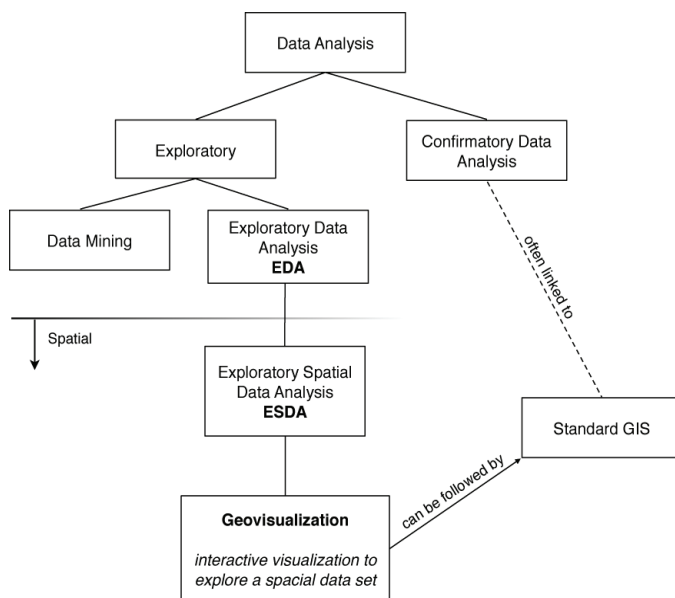 Data Analysis
Exploratory
Confirmatory Data
Analysis
Data Mining
Exploratory Data
Analysis
EDA
often linked to
Spatial
Exploratory Spatial
Data Analysis
ESDA
Standard GIS
can be followed by
Geovisualization
interactive visualization to
explore a spacial data set